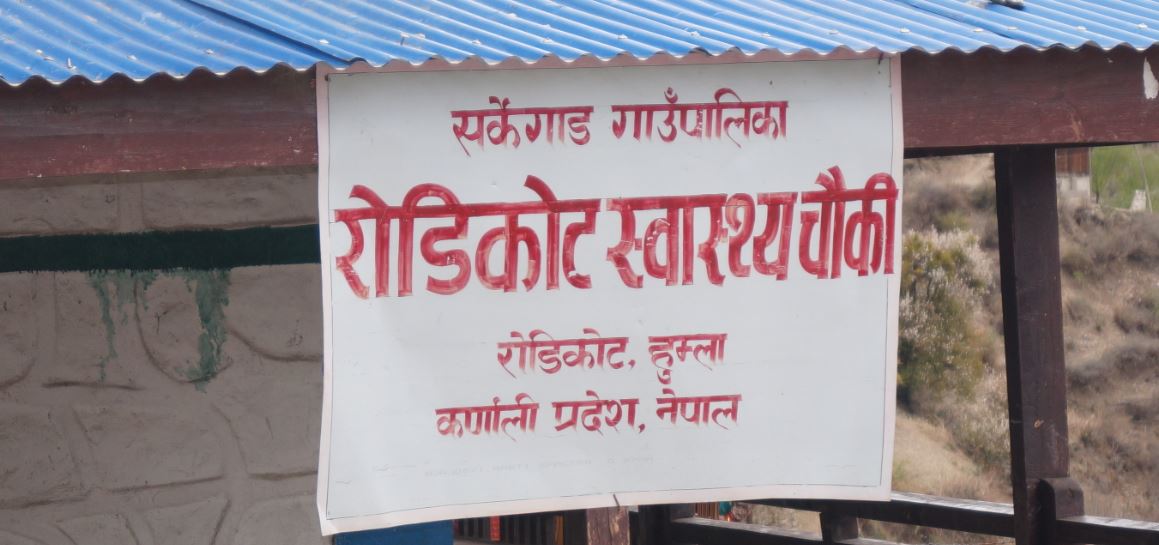 सर्केगाड गाउँपालिका
रोडिकोट स्वास्थ्य चौकी
रोडिकोट, हुम्ला
कर्णाली प्रदेश, नेपाल